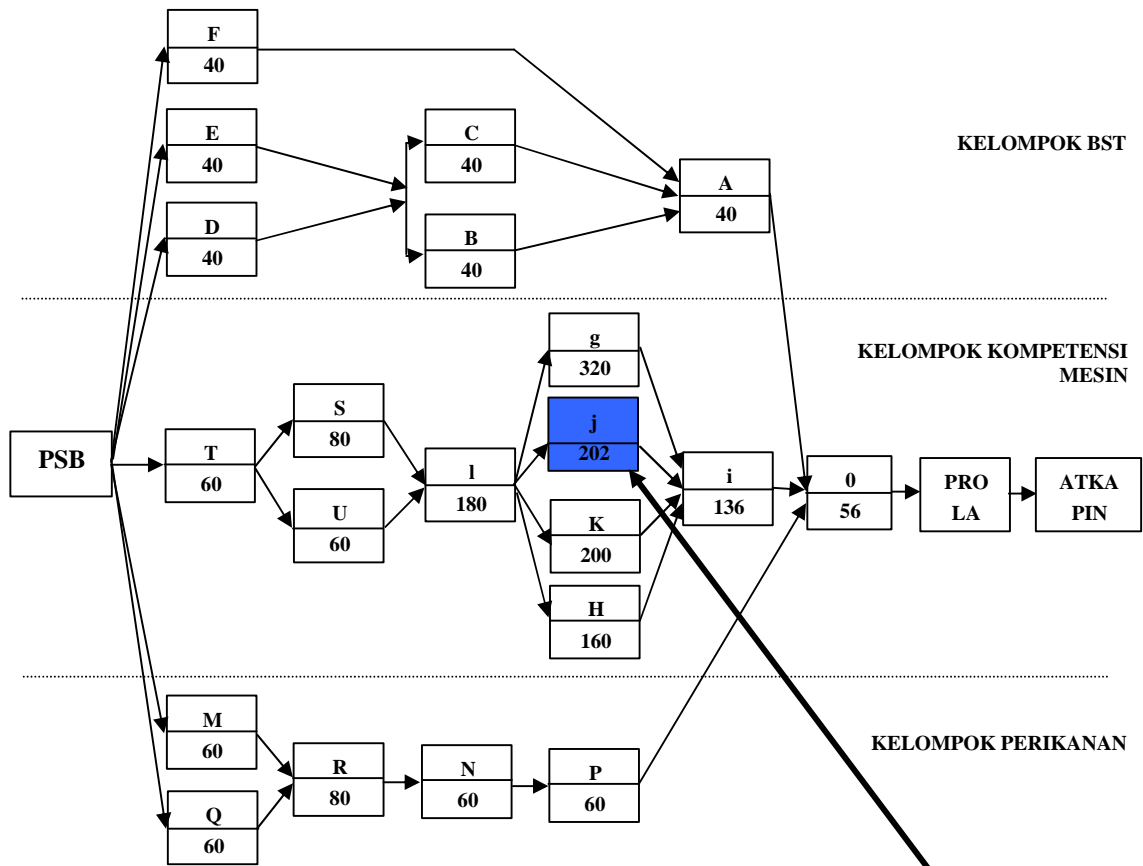 F
40
E
40
D
40
C
40
B
40
A
40
KELOMPOK BST
PSB
T
60
S
80
U
60
l
180
g
320
j
202
K
200
H
160
i
136
0
56
PRO
LA
ATKA
PIN
KELOMPOK KOMPETENSI
MESIN
M
60
Q
60
R
80
N
60
P
60
KELOMPOK PERIKANAN